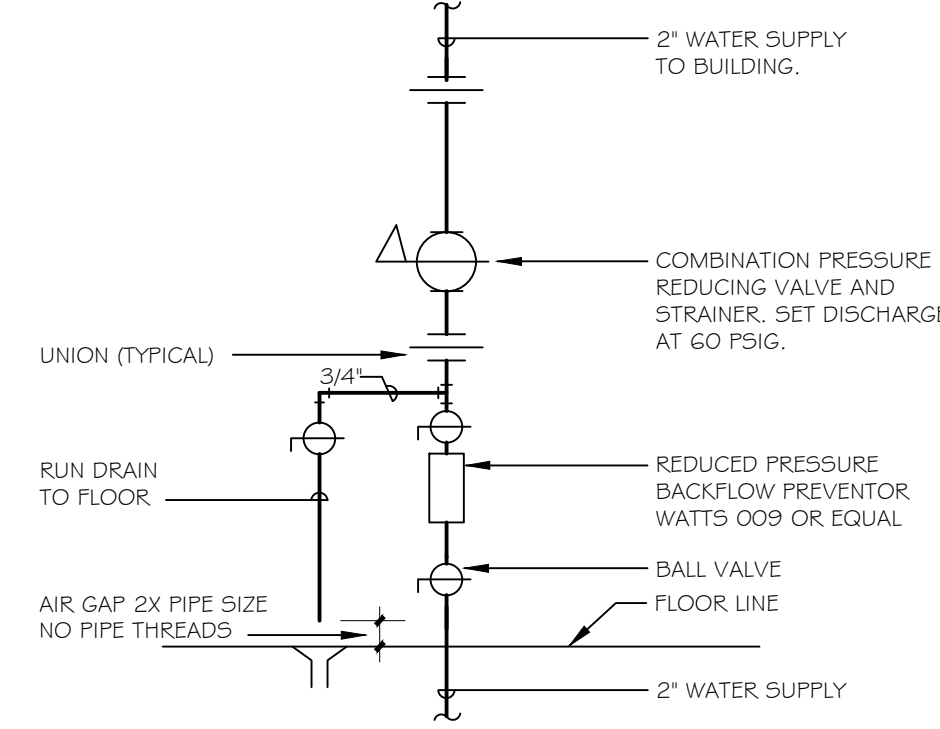 2" WATER SUPPLY
TO BUILDING.
COMBINATION PRESSURE
REDUCING VALVE AND
STRAINER. SET DISCHARGE
AT 60 PSIG.
UNION (TYPICAL)
3/4"
RUN DRAIN
TO FLOOR
REDUCED PRESSURE
BACKFLOW PREVENTOR
WATTS 009 OR EQUAL
BALL VALVE
AIR GAP 2X PIPE SIZE
NO PIPE THREADS
FLOOR LINE
2" WATER SUPPLY